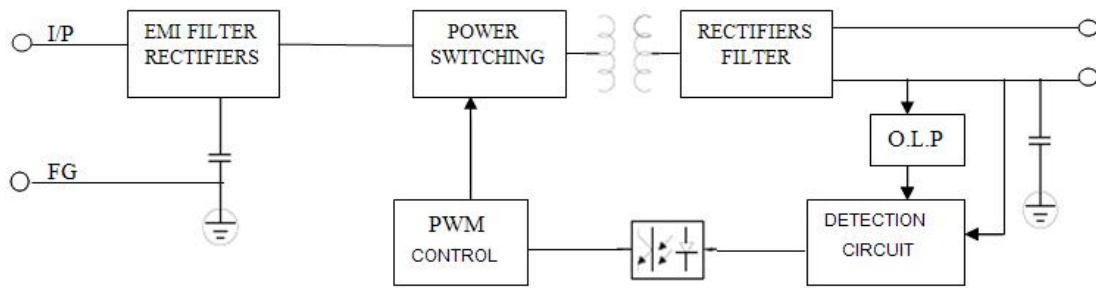 I/P
EMI FILTER
RECTIFIERS
POWER
SWITCHING
RECTIFIERS
FILTER
O.L.P
FG
PWM
CONTROL
DETECTION
CIRCUIT